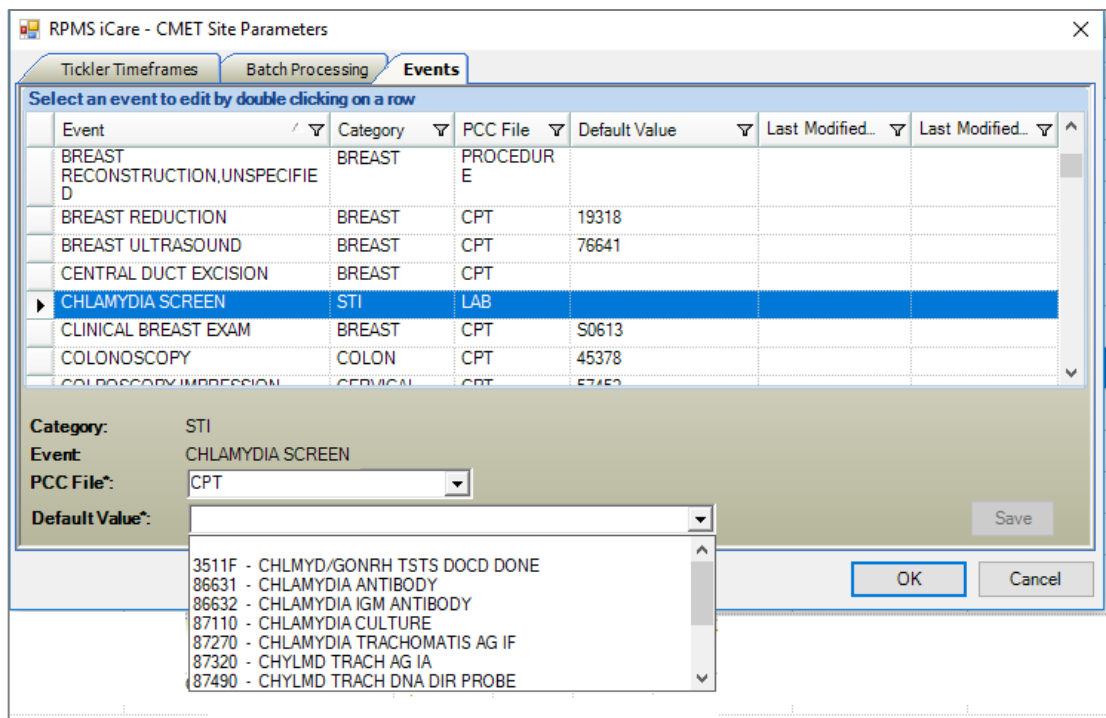 RPMS iCare - CMET Site Parameters
Tickler Timeframes Batch Processing Events
Select an event to edit by double clicking on a row
Event Category PCC File Default Value Last Modified... Last Modified...
BREAST BREAST PROCEDUR
RECONSTRUCTION,UNSPECIFIE E
D
BREAST REDUCTION BREAST CPT 19318
BREAST ULTRASOUND BREAST CPT 76641
CENTRAL DUCT EXCISION BREAST CPT
CHLAMYDIA SCREEN STI LAB
CLINICAL BREAST EXAM BREAST CPT S0613
COLONOSCOPY COLON CPT 45378
COLPOSCOPY IMPRESSION CERVICAL CPT 57452
Category: STI
Event: CHLAMYDIA SCREEN
PCC File*: CPT
Default Value*:
Save
3511F - CHLMYD/GONRH TSTS DOCD DONE
86631 - CHLAMYDIA ANTIBODY
86632 - CHLAMYDIA IGM ANTIBODY
87110 - CHLAMYDIA CULTURE
87270 - CHLAMYDIA TRACHOMATIS AG IF
87320 - CHYLMD TRACH AG IA
87490 - CHYLMD TRACH DNA DIR PROBE
OK Cancel